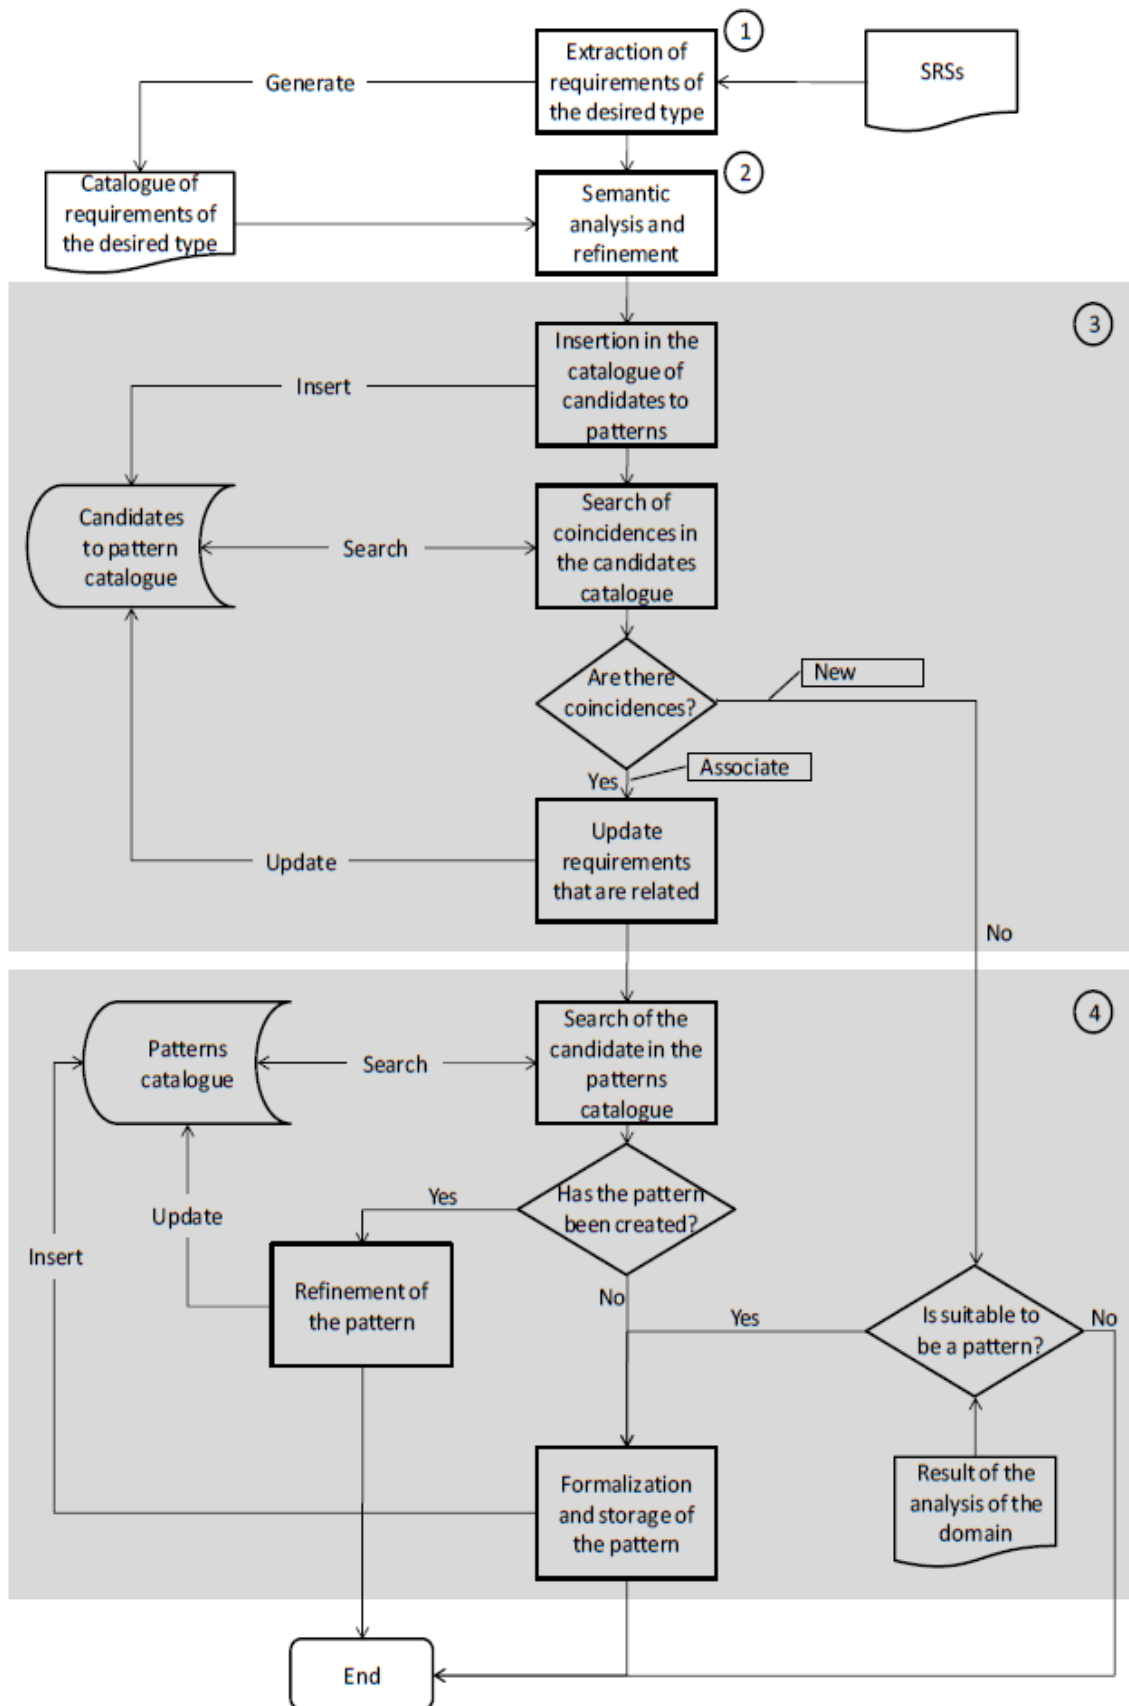 1
Extraction of
requirements of
the desired type
SRSs
Generate
2
Catalogue of
requirements of
the desired type
Semantic
analysis and
refinement
3
Insertion in the
catalogue of
candidates to
patterns
Insert
Candidates
to pattern
catalogue
Search
Search of
coincidences in
the candidates
catalogue
Are there
coincidences?
New
Yes
Associate
Update
requirements
that are related
Update
No
4
Patterns
catalogue
Search
Search of the
candidate in the
patterns
catalogue
Yes
Has the pattern
been created?
Update
Insert
Refinement of
the pattern
No
Yes
Is suitable to
be a pattern?
No
Formalization
and storage of
the pattern
Result of the
analysis of the
domain
End